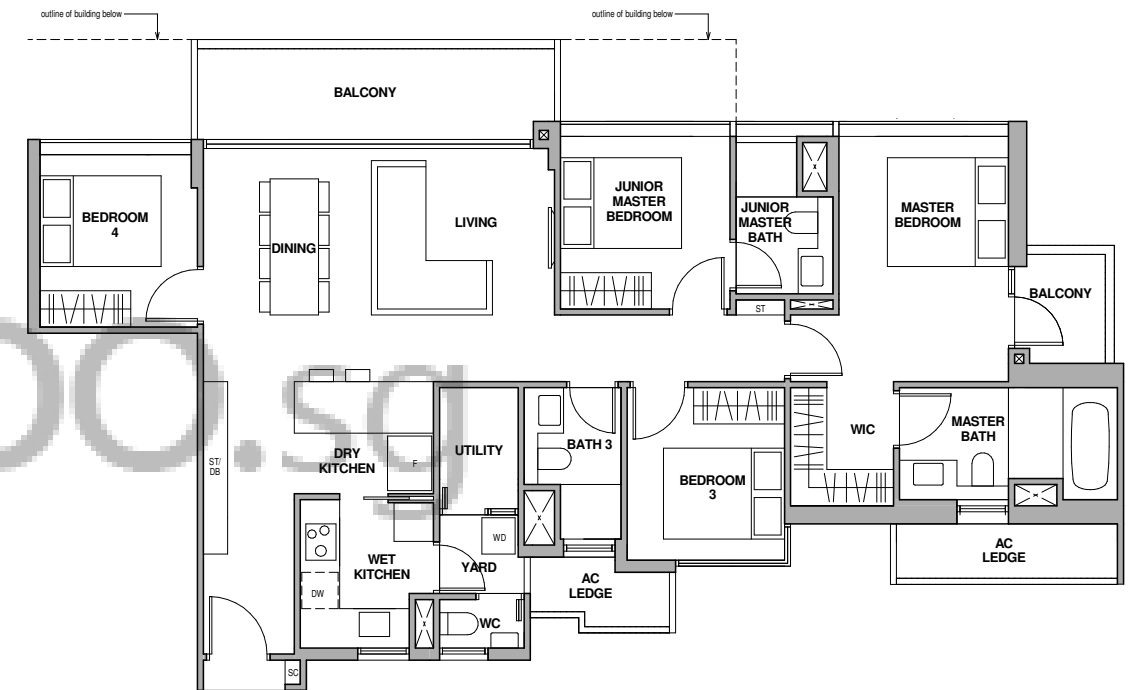 outline of building below
outline of building below
BALCONY
BEDROOM
4
DINING
LIVING
JUNIOR
MASTER
BEDROOM
JUNIOR
MASTER
BATH
MASTER
BEDROOM
BALCONY
ST
po.sg
ST/
DB
DRY
KITCHEN
F
UTILITY
BATH 3
BEDROOM
3
WIC
MASTER
BATH
WD
WET
KITCHEN
YARD
DW
AC
LEDGE
AC
LEDGE
WC
SC